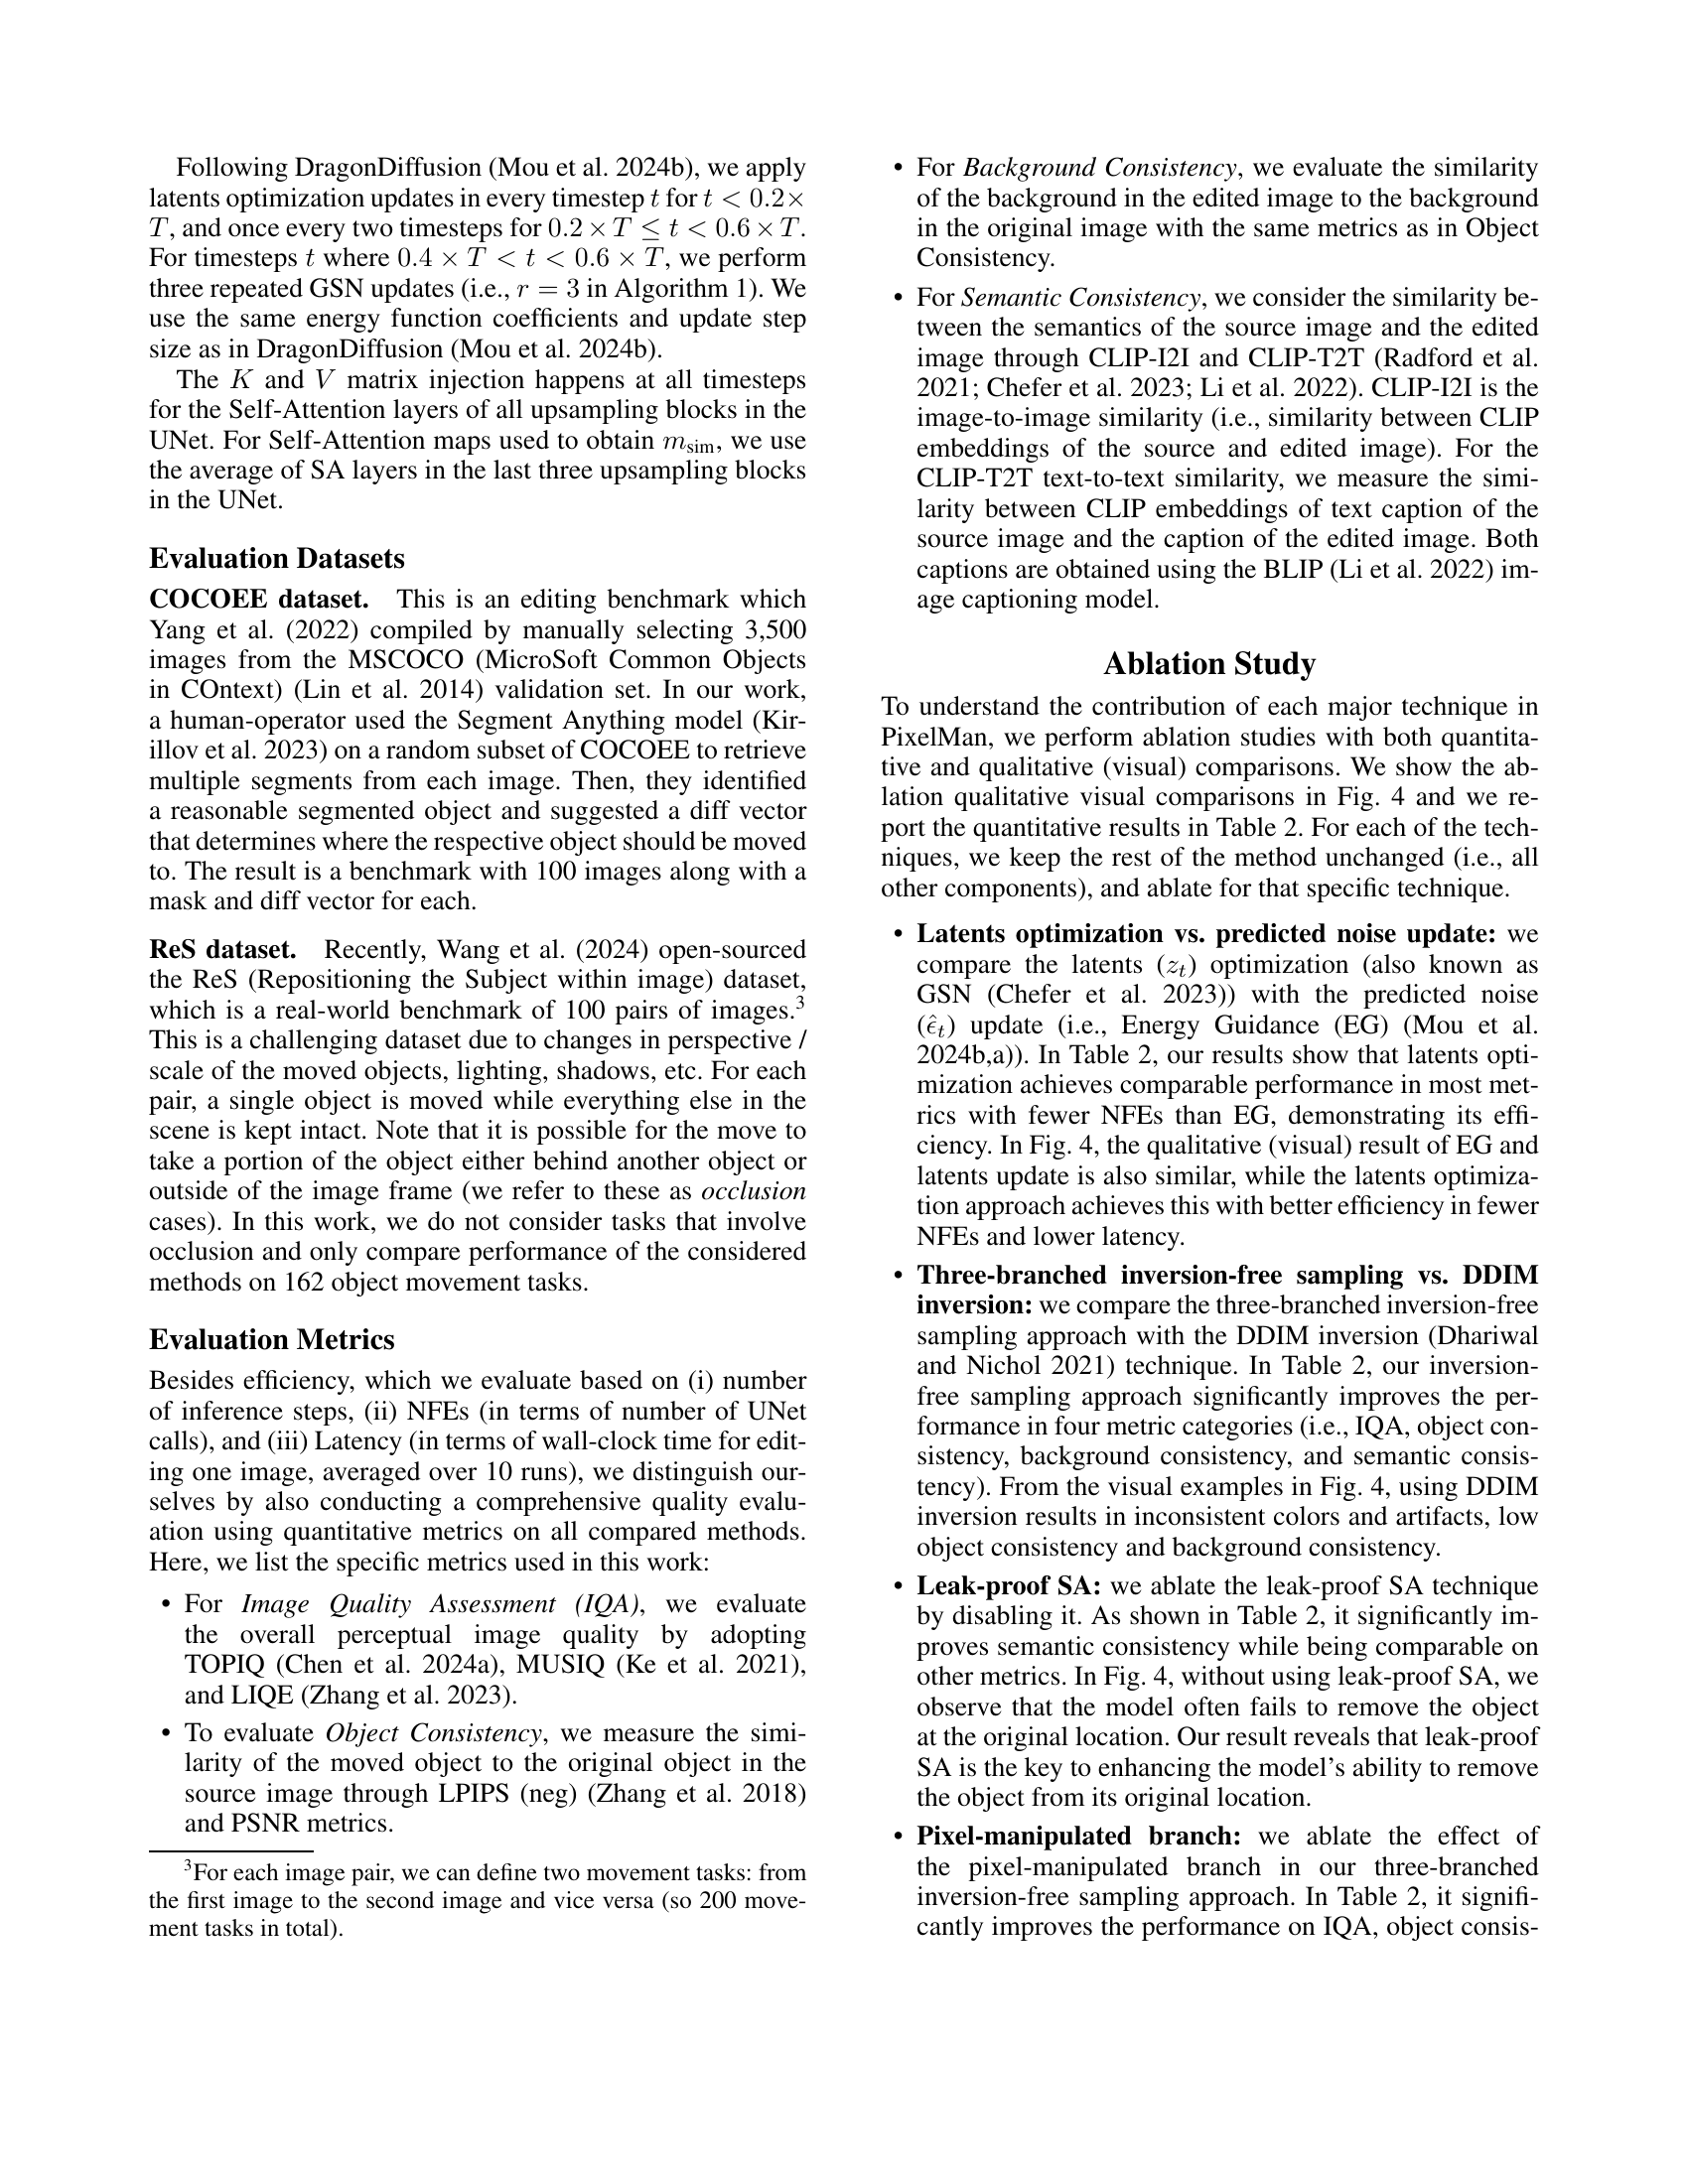 Following DragonDiffusion (Mou et al. 2024b), we apply
latents optimization updates in every timestep t for t < 0.2×
T, and once every two timesteps for 0.2 × T ≤ t < 0.6 × T.
For timesteps t where 0.4 × T < t < 0.6 × T, we perform
three repeated GSN updates (i.e., r = 3 in Algorithm 1). We
use the same energy function coefficients and update step
size as in DragonDiffusion (Mou et al. 2024b).
The K and V matrix injection happens at all timesteps
for the Self-Attention layers of all upsampling blocks in the
UNet. For Self-Attention maps used to obtain m_sim, we use
the average of SA layers in the last three upsampling blocks
in the UNet.
Evaluation Datasets
COCOEE dataset. This is an editing benchmark which
Yang et al. (2022) compiled by manually selecting 3,500
images from the MSCOCO (MicroSoft Common Objects
in COntext) (Lin et al. 2014) validation set. In our work,
a human-operator used the Segment Anything model (Kir-
illov et al. 2023) on a random subset of COCOEE to retrieve
multiple segments from each image. Then, they identified
a reasonable segmented object and suggested a diff vector
that determines where the respective object should be moved
to. The result is a benchmark with 100 images along with a
mask and diff vector for each.
ReS dataset. Recently, Wang et al. (2024) open-sourced
the ReS (Repositioning the Subject within image) dataset,
which is a real-world benchmark of 100 pairs of images.³
This is a challenging dataset due to changes in perspective /
scale of the moved objects, lighting, shadows, etc. For each
pair, a single object is moved while everything else in the
scene is kept intact. Note that it is possible for the move to
take a portion of the object either behind another object or
outside of the image frame (we refer to these as occlusion
cases). In this work, we do not consider tasks that involve
occlusion and only compare performance of the considered
methods on 162 object movement tasks.
Evaluation Metrics
Besides efficiency, which we evaluate based on (i) number
of inference steps, (ii) NFEs (in terms of number of UNet
calls), and (iii) Latency (in terms of wall-clock time for edit-
ing one image, averaged over 10 runs), we distinguish our-
selves by also conducting a comprehensive quality evalu-
ation using quantitative metrics on all compared methods.
Here, we list the specific metrics used in this work:
• For Image Quality Assessment (IQA), we evaluate
the overall perceptual image quality by adopting
TOPIQ (Chen et al. 2024a), MUSIQ (Ke et al. 2021),
and LIQE (Zhang et al. 2023).
• To evaluate Object Consistency, we measure the simi-
larity of the moved object to the original object in the
source image through LPIPS (neg) (Zhang et al. 2018)
and PSNR metrics.
³For each image pair, we can define two movement tasks: from
the first image to the second image and vice versa (so 200 move-
ment tasks in total).
• For Background Consistency, we evaluate the similarity
of the background in the edited image to the background
in the original image with the same metrics as in Object
Consistency.
• For Semantic Consistency, we consider the similarity be-
tween the semantics of the source image and the edited
image through CLIP-I2I and CLIP-T2T (Radford et al.
2021; Chefer et al. 2023; Li et al. 2022). CLIP-I2I is the
image-to-image similarity (i.e., similarity between CLIP
embeddings of the source and edited image). For the
CLIP-T2T text-to-text similarity, we measure the simi-
larity between CLIP embeddings of text caption of the
source image and the caption of the edited image. Both
captions are obtained using the BLIP (Li et al. 2022) im-
age captioning model.
Ablation Study
To understand the contribution of each major technique in
PixelMan, we perform ablation studies with both quantita-
tive and qualitative (visual) comparisons. We show the ab-
lation qualitative visual comparisons in Fig. 4 and we re-
port the quantitative results in Table 2. For each of the tech-
niques, we keep the rest of the method unchanged (i.e., all
other components), and ablate for that specific technique.
• Latents optimization vs. predicted noise update: we
compare the latents (z_t) optimization (also known as
GSN (Chefer et al. 2023)) with the predicted noise
(ϵ̂_t) update (i.e., Energy Guidance (EG) (Mou et al.
2024b,a)). In Table 2, our results show that latents opti-
mization achieves comparable performance in most met-
rics with fewer NFEs than EG, demonstrating its effi-
ciency. In Fig. 4, the qualitative (visual) result of EG and
latents update is also similar, while the latents optimiza-
tion approach achieves this with better efficiency in fewer
NFEs and lower latency.
• Three-branched inversion-free sampling vs. DDIM
inversion: we compare the three-branched inversion-free
sampling approach with the DDIM inversion (Dhariwal
and Nichol 2021) technique. In Table 2, our inversion-
free sampling approach significantly improves the per-
formance in four metric categories (i.e., IQA, object con-
sistency, background consistency, and semantic consis-
tency). From the visual examples in Fig. 4, using DDIM
inversion results in inconsistent colors and artifacts, low
object consistency and background consistency.
• Leak-proof SA: we ablate the leak-proof SA technique
by disabling it. As shown in Table 2, it significantly im-
proves semantic consistency while being comparable on
other metrics. In Fig. 4, without using leak-proof SA, we
observe that the model often fails to remove the object
at the original location. Our result reveals that leak-proof
SA is the key to enhancing the model's ability to remove
the object from its original location.
• Pixel-manipulated branch: we ablate the effect of
the pixel-manipulated branch in our three-branched
inversion-free sampling approach. In Table 2, it signifi-
cantly improves the performance on IQA, object consis-